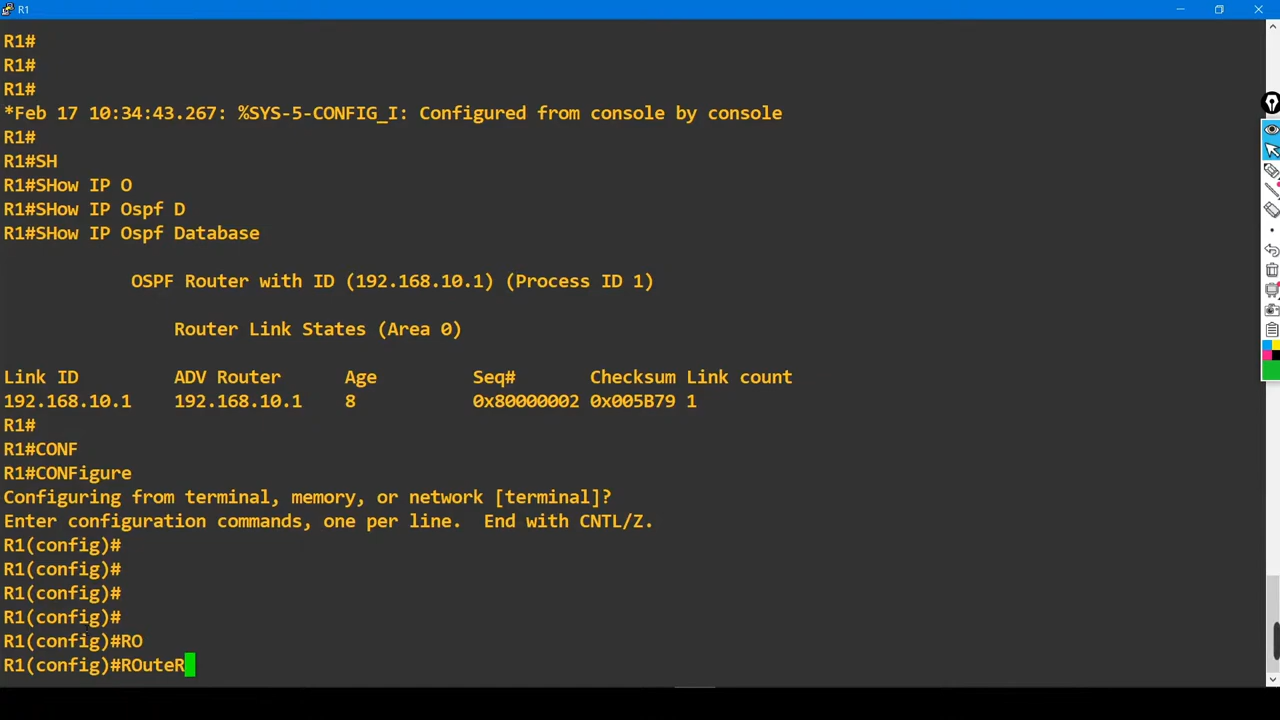 R1
R1#
R1#
R1#
*Feb 17 10:34:43.267: %SYS-5-CONFIG_I: Configured from console by console
R1#
R1#SH
R1#SHow IP O
R1#SHow IP Ospf D
R1#SHow IP Ospf Database
OSPF Router with ID (192.168.10.1) (Process ID 1)
Router Link States (Area 0)
Link ID ADV Router Age Seq# Checksum Link count
192.168.10.1 192.168.10.1 8 0x80000002 0x005B79 1
R1#
R1#CONF
R1#CONFigure
Configuring from terminal, memory, or network [terminal]?
Enter configuration commands, one per line. End with CNTL/Z.
R1(config)#
R1(config)#
R1(config)#
R1(config)#
R1(config)#RO
R1(config)#ROuteR